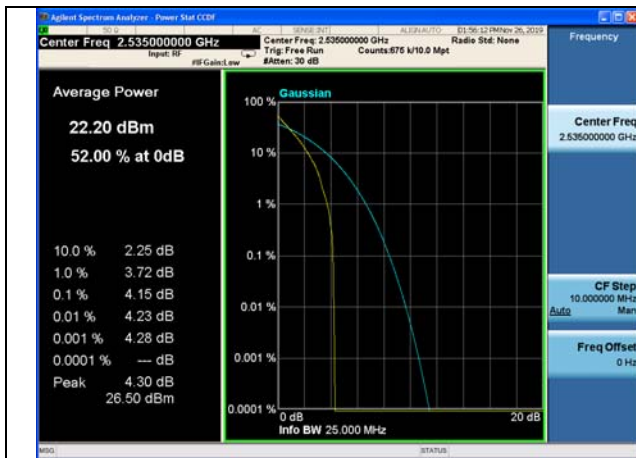 Agilent Spectrum Analyzer - Power Stat CCDF
50 Ω AC SENSE:INT ALIGN AUTO 01:56:12 PM Nov 26, 2019
Center Freq 2.535000000 GHz
Input: RF
#IFGain:Low
Center Freq: 2.535000000 GHz
Trig: Free Run Counts:675 k/10.0 Mpt
#Atten: 30 dB
Radio Std: None
Frequency
Average Power
22.20 dBm
52.00 % at 0dB
10.0 % 2.25 dB
1.0 % 3.72 dB
0.1 % 4.15 dB
0.01 % 4.23 dB
0.001 % 4.28 dB
0.0001 % --- dB
Peak 4.30 dB
26.50 dBm
Gaussian
100 %
10 %
1 %
0.1 %
0.01 %
0.001 %
0.0001 %
0 dB 20 dB
Info BW 25.000 MHz
Center Freq
2.535000000 GHz
CF Step
10.000000 MHz
Auto Man
Freq Offset
0 Hz
MSG STATUS